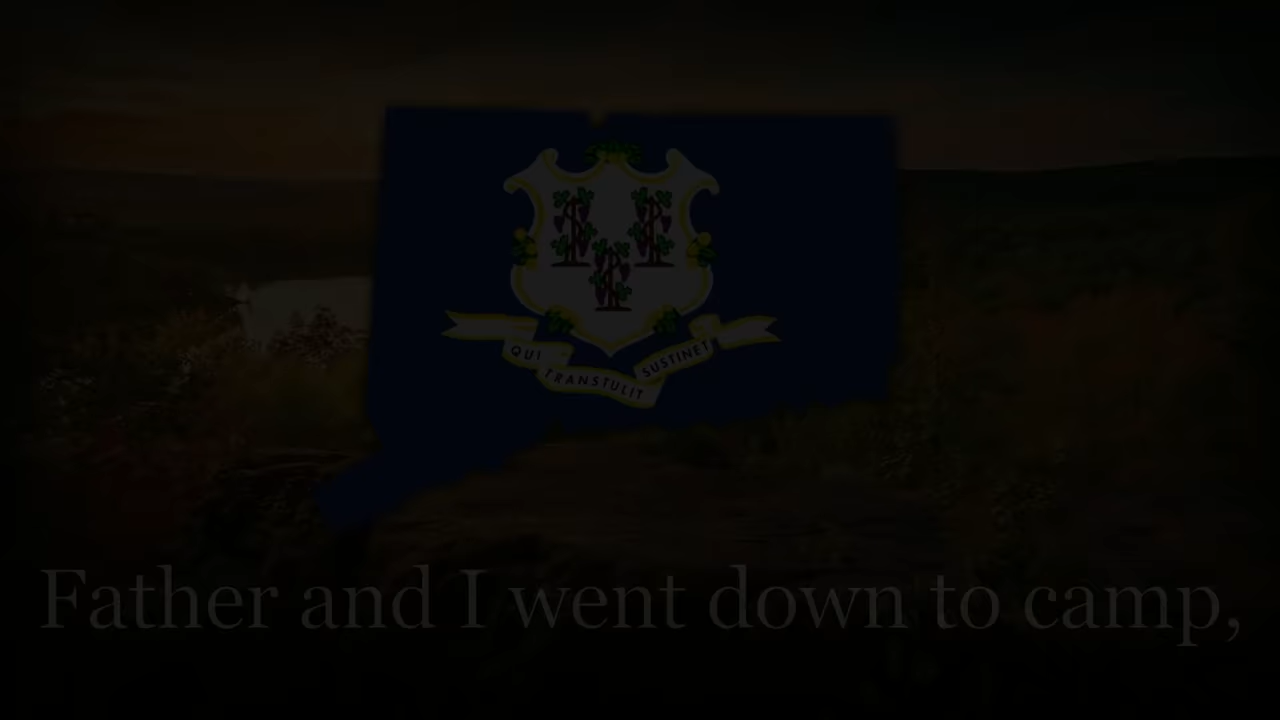 QUI TRANSTULIT SUSTINET
Father and I went down to camp,